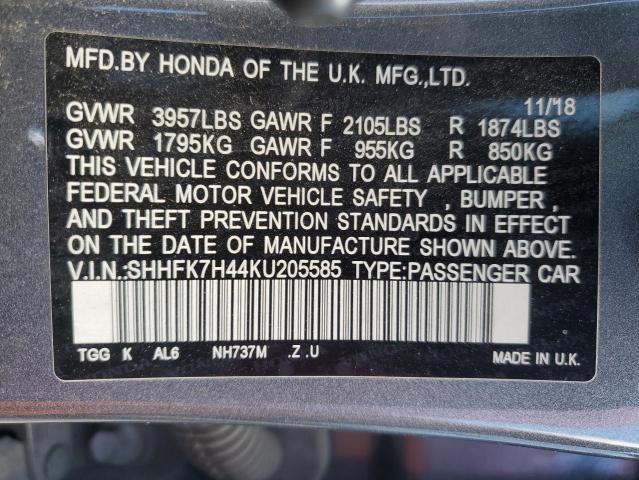 MFD.BY HONDA OF THE U.K. MFG.,LTD.
11/'18
GVWR 3957LBS GAWR F 2105LBS R 1874LBS
GVWR 1795KG GAWR F 955KG R 850KG
THIS VEHICLE CONFORMS TO ALL APPLICABLE
FEDERAL MOTOR VEHICLE SAFETY , BUMPER ,
AND THEFT PREVENTION STANDARDS IN EFFECT
ON THE DATE OF MANUFACTURE SHOWN ABOVE.
V.I.N.:SHHFK7H44KU205585 TYPE:PASSENGER CAR
TGG K AL6 NH737M .Z .U MADE IN U.K.